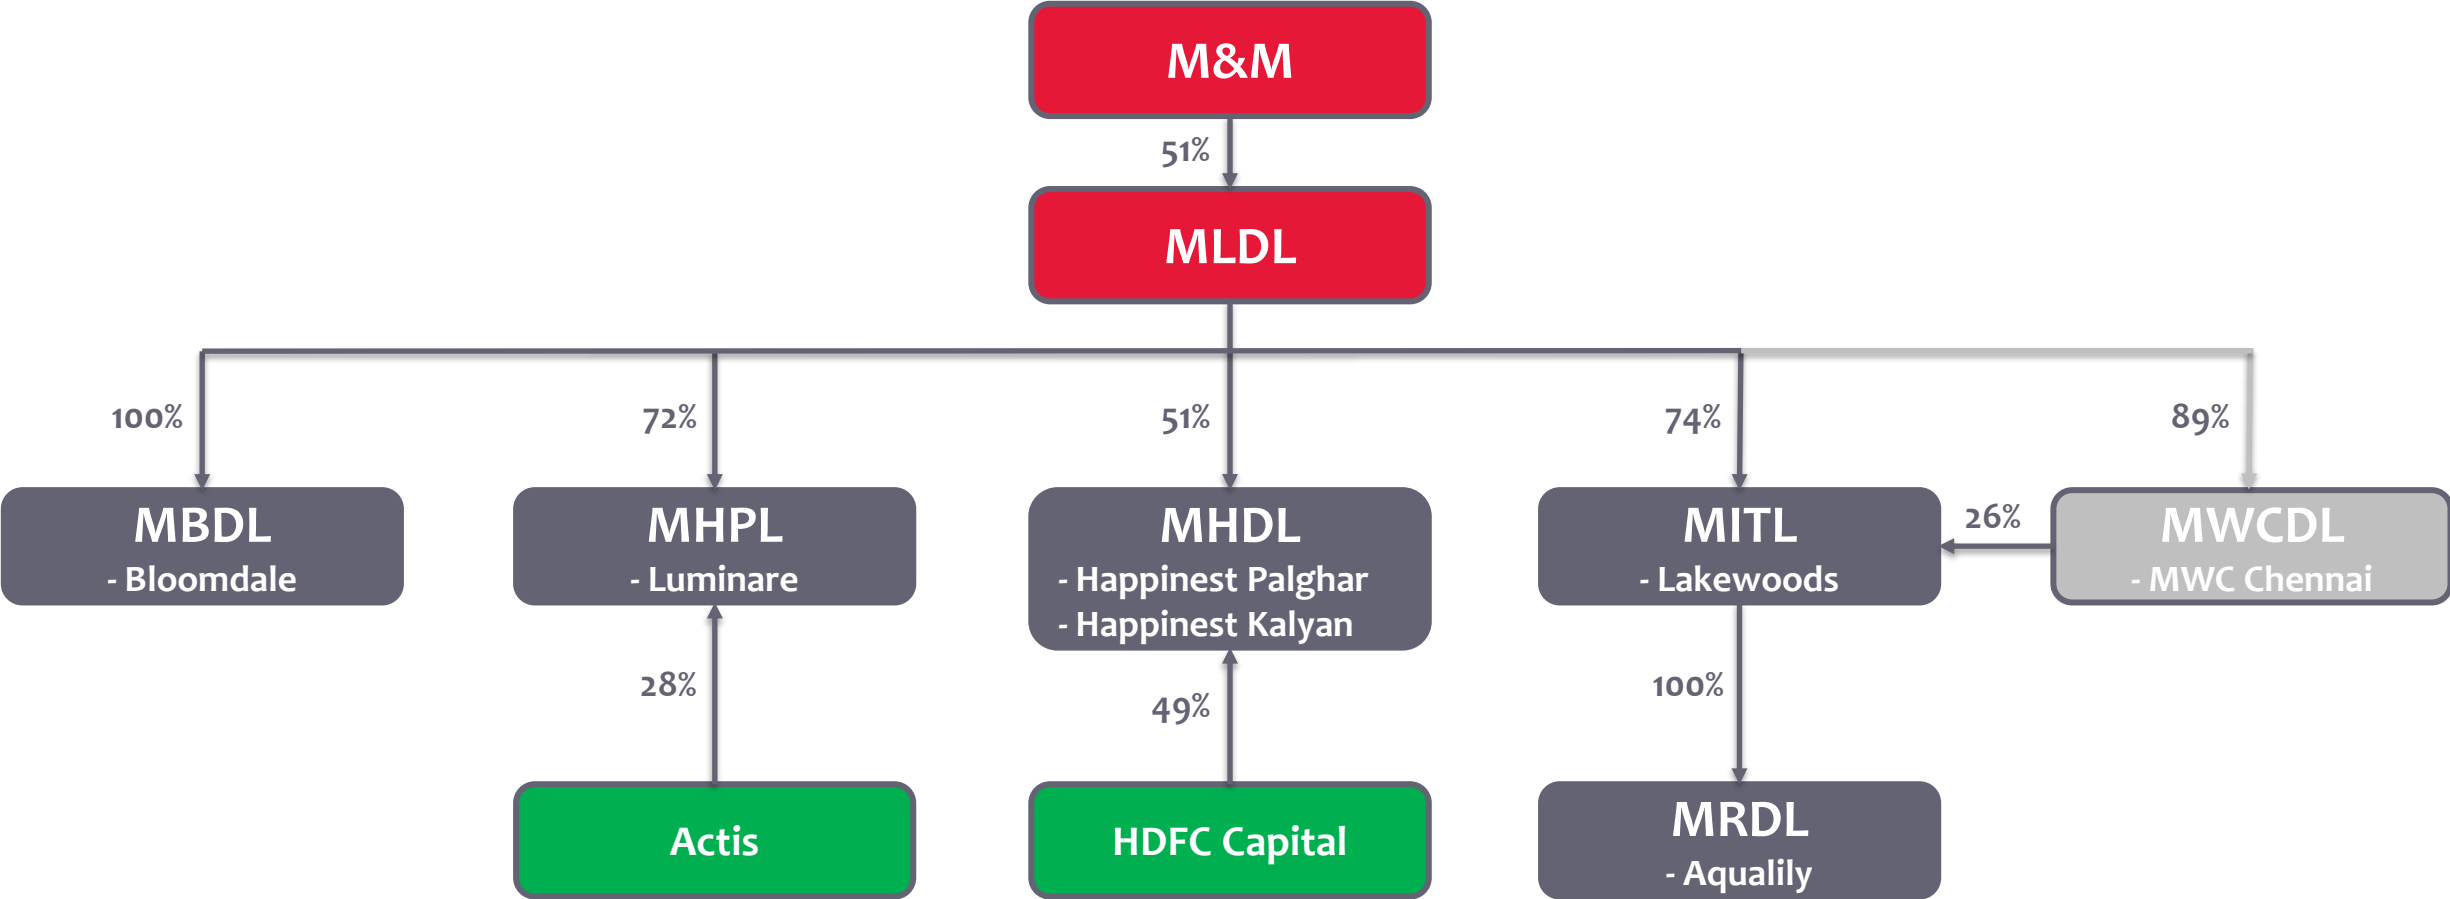 M&M
51%
MLDL
100%
72%
51%
74%
89%
MBDL
- Bloomdale
MHPL
- Luminare
MHDL
- Happinest Palghar
- Happinest Kalyan
MITL
- Lakewoods
26%
MWCDL
- MWC Chennai
28%
49%
100%
Actis
HDFC Capital
MRDL
- Aqualily